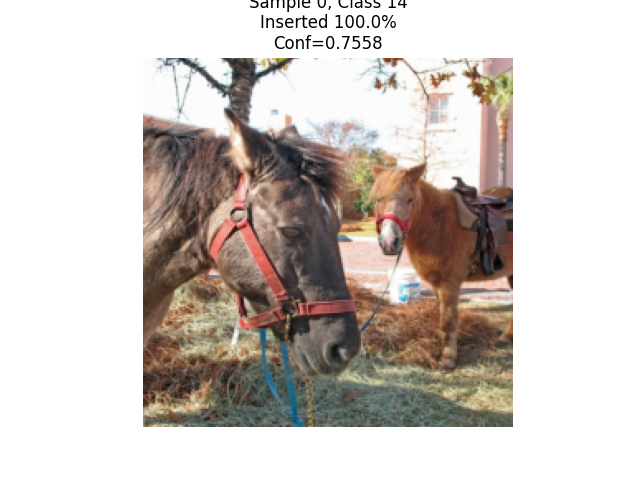 Sample 0, Class 14
Inserted 100.0%
Conf=0.7558